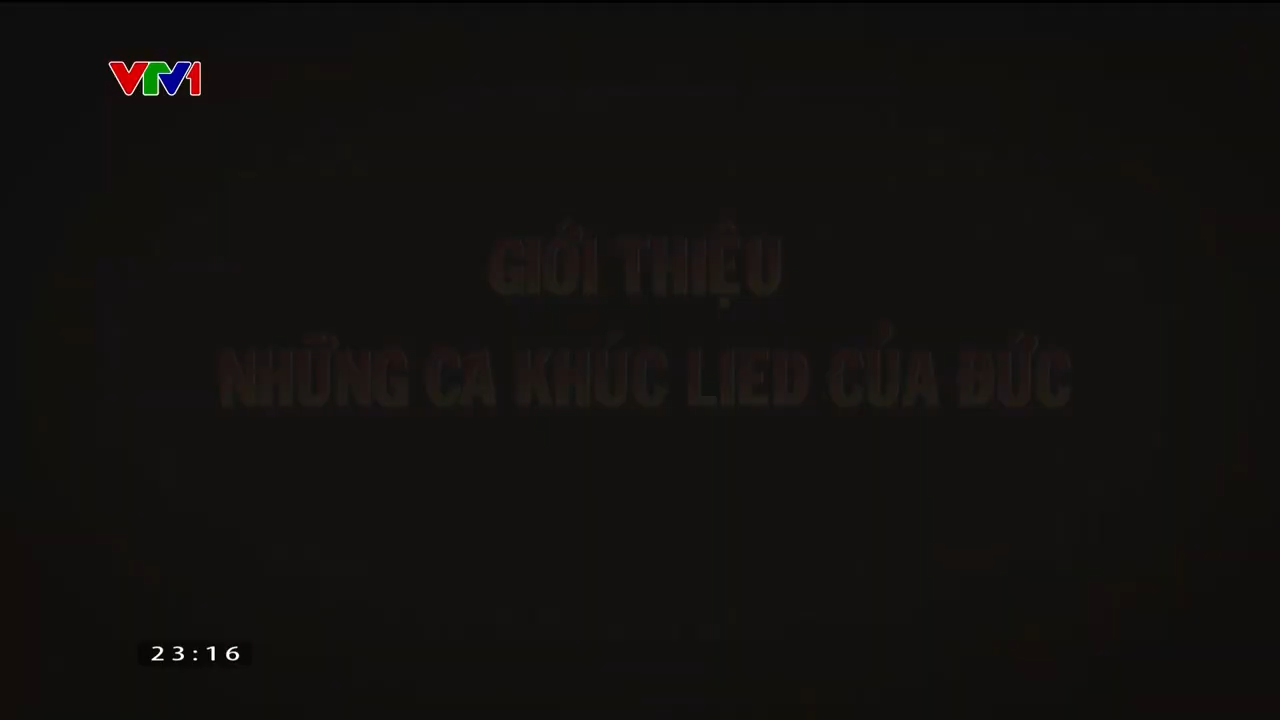 VTV1
GIỚI THIỆU
NHỮNG CA KHÚC LIED CỦA ĐỨC
23:16